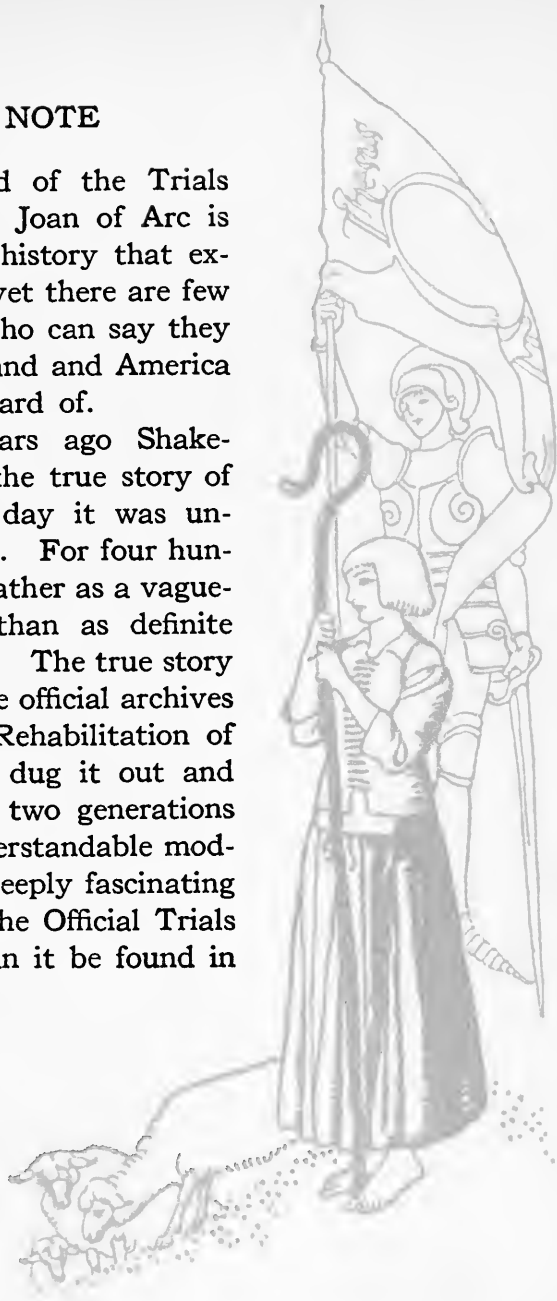 NOTE
d of the Trials
Joan of Arc is
history that ex-
yet there are few
ho can say they
and and America
ard of.
ars ago Shake-
the true story of
day it was un-
. For four hun-
ather as a vague-
than as definite
The true story
e official archives
Rehabilitation of
dug it out and
two generations
erstandable mod-
eeply fascinating
he Official Trials
n it be found in